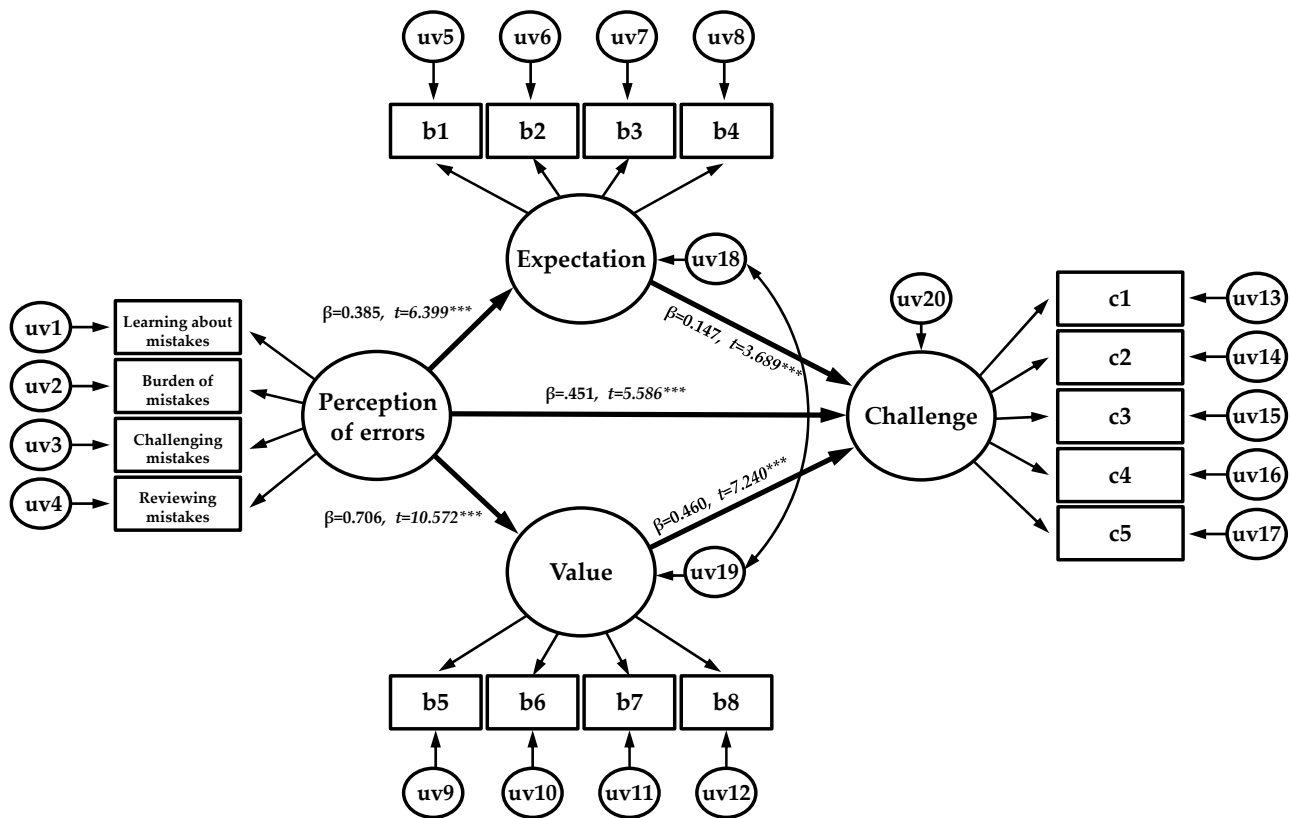 uv5 uv6 uv7 uv8
b1 b2 b3 b4
Expectation
uv18
β=0.385, t=6.399***
β=0.147, t=3.689***
uv1
Learning about
mistakes
uv2
Burden of
mistakes
uv3
Challenging
mistakes
uv4
Reviewing
mistakes
Perception
of errors
β=.451, t=5.586***
uv20
Challenge
c1 uv13
c2 uv14
c3 uv15
c4 uv16
c5 uv17
β=0.706, t=10.572***
β=0.460, t=7.240***
Value
uv19
b5 b6 b7 b8
uv9 uv10 uv11 uv12